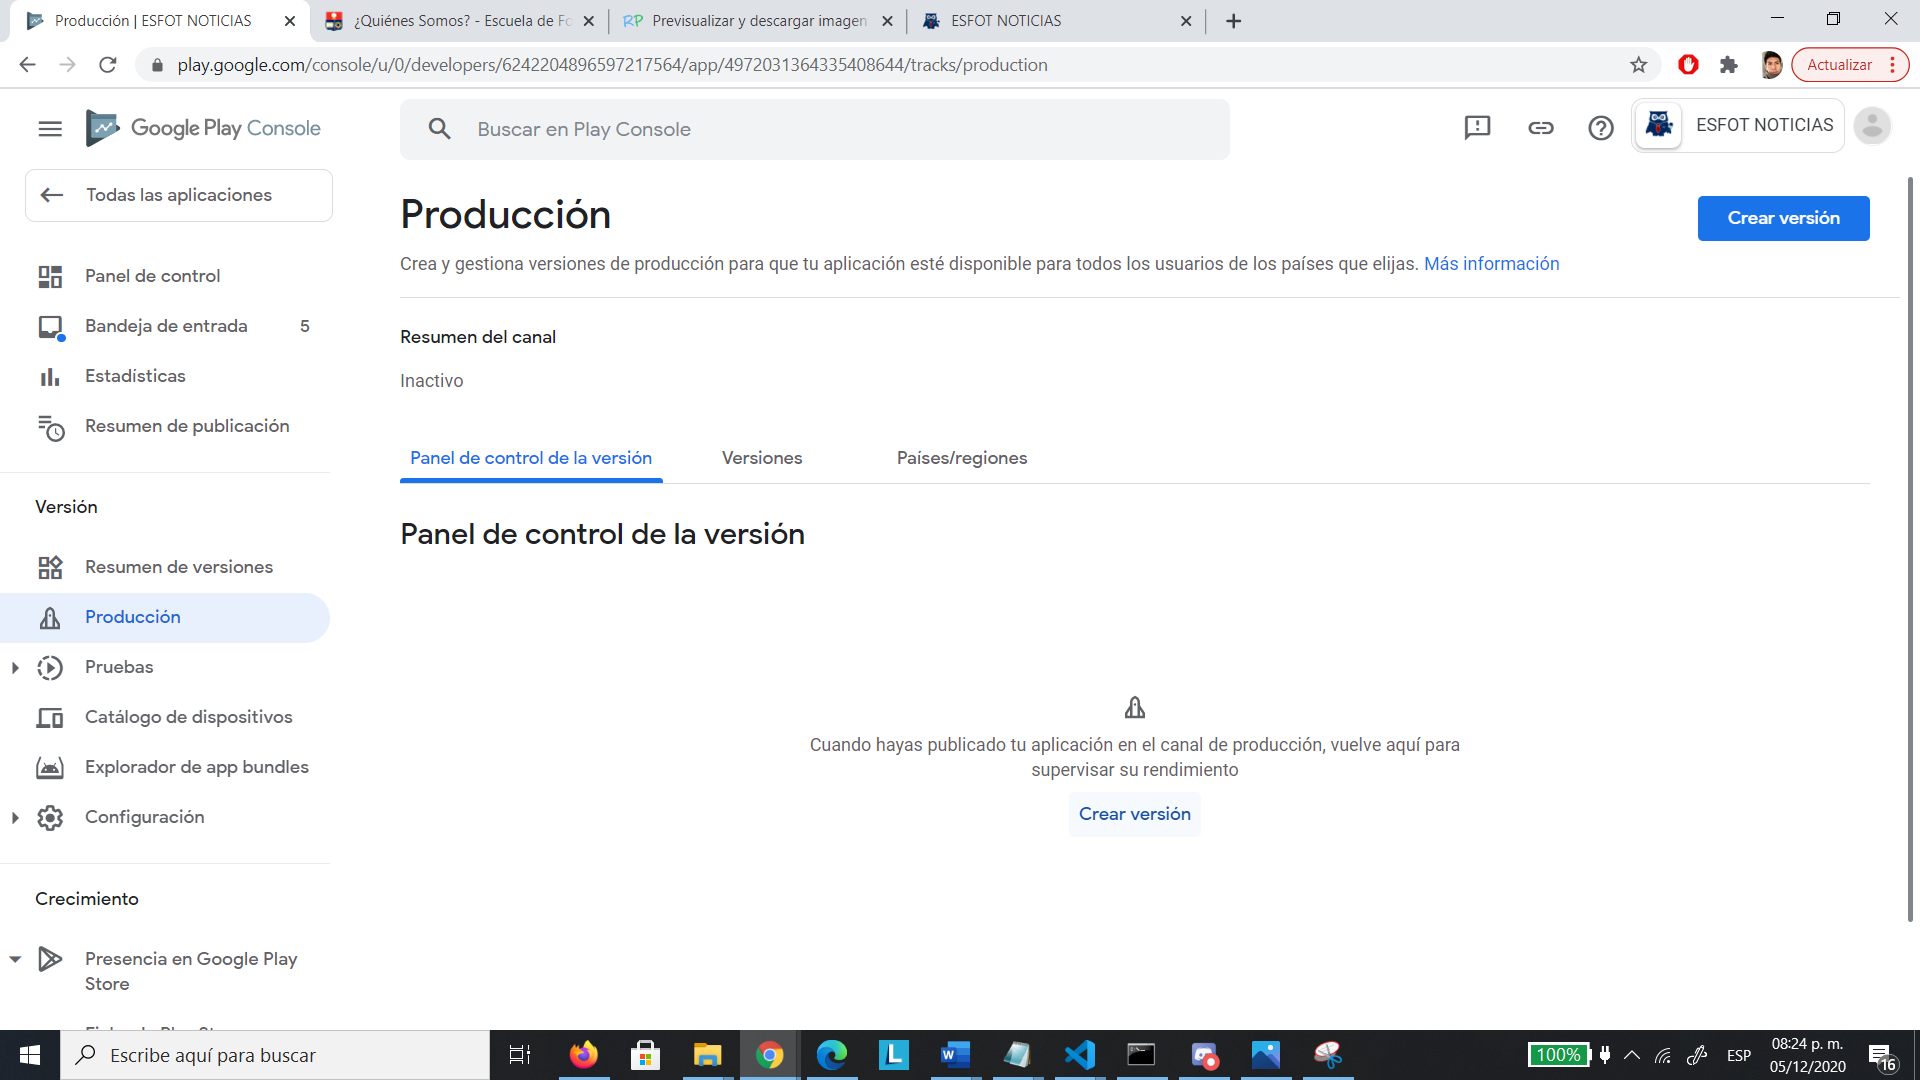 Producción | ESFOT NOTICIAS
¿Quiénes Somos? - Escuela de Fo
RP Previsualizar y descargar imagen
ESFOT NOTICIAS
play.google.com/console/u/0/developers/6242204896597217564/app/4972031364335408644/tracks/production
Actualizar
Google Play Console
Buscar en Play Console
ESFOT NOTICIAS
Todas las aplicaciones
Panel de control
Bandeja de entrada 5
Estadísticas
Resumen de publicación
Versión
Resumen de versiones
Producción
Pruebas
Catálogo de dispositivos
Explorador de app bundles
Configuración
Crecimiento
Presencia en Google Play
Store
Producción
Crear versión
Crea y gestiona versiones de producción para que tu aplicación esté disponible para todos los usuarios de los países que elijas. Más información
Resumen del canal
Inactivo
Panel de control de la versión
Versiones
Países/regiones
Panel de control de la versión
Cuando hayas publicado tu aplicación en el canal de producción, vuelve aquí para
supervisar su rendimiento
Crear versión
Escribe aquí para buscar
100%
ESP
08:24 p. m.
05/12/2020
16